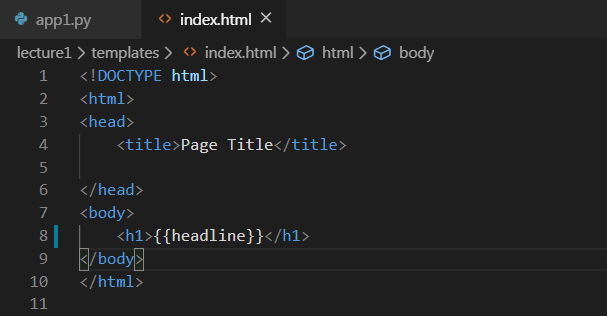 app1.py index.html
lecture1 > templates > index.html > html > body
1 <!DOCTYPE html>
2 <html>
3 <head>
4     <title>Page Title</title>
5
6 </head>
7 <body>
8     <h1>{{headline}}</h1>
9 </body>
10 </html>
11